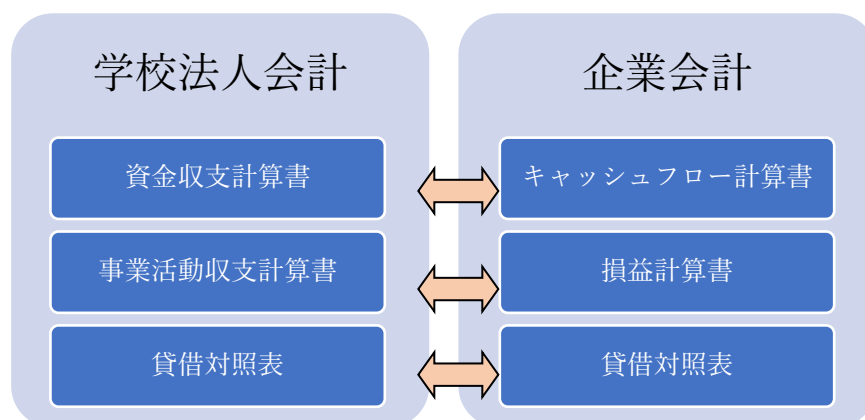 学校法人会計
企業会計
資金収支計算書
キャッシュフロー計算書
事業活動収支計算書
損益計算書
貸借対照表
貸借対照表